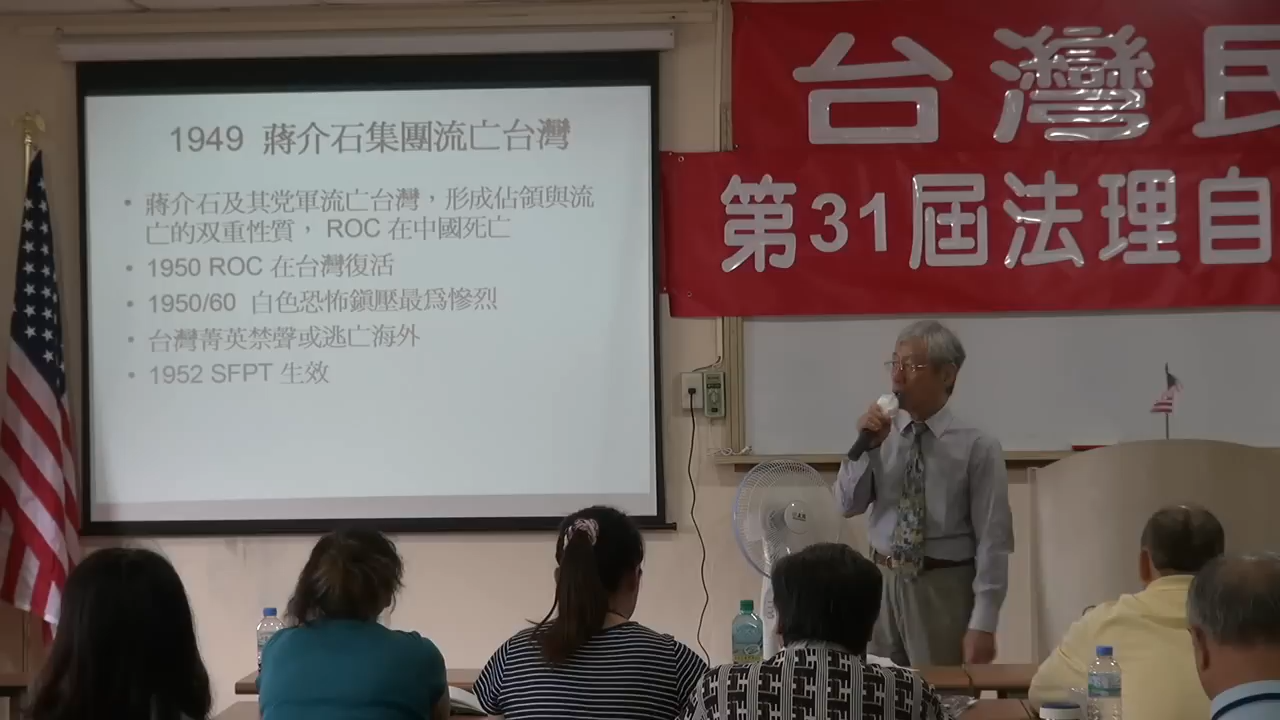 1949 蔣介石集團流亡台灣
• 蔣介石及其党軍流亡台灣，形成佔領與流
亡的双重性質， ROC 在中國死亡
• 1950 ROC 在台灣復活
• 1950/60 白色恐怖鎮壓最爲慘烈
• 台灣菁英禁聲或逃亡海外
• 1952 SFPT 生效
台灣民
第31屆法理自